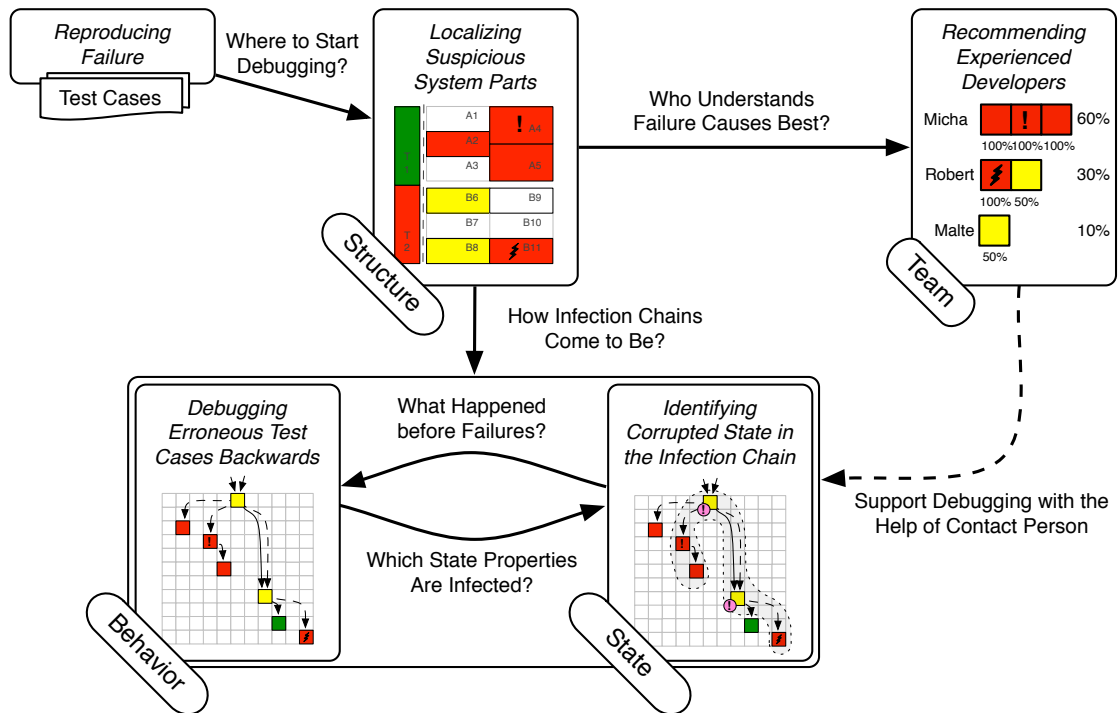 Reproducing
Failure
Test Cases
Where to Start
Debugging?
Localizing
Suspicious
System Parts
T
1
T
2
A1
A2
A3
! A4
A5
B6
B7
B8
B9
B10
B11
Structure
Who Understands
Failure Causes Best?
Recommending
Experienced
Developers
Micha ! 60%
100% 100% 100%
Robert 30%
100% 50%
Malte 10%
50%
Team
How Infection Chains
Come to Be?
Debugging
Erroneous Test
Cases Backwards
!
Behavior
What Happened
before Failures?
Which State Properties
Are Infected?
Identifying
Corrupted State in
the Infection Chain
!
!
!
State
Support Debugging with the
Help of Contact Person